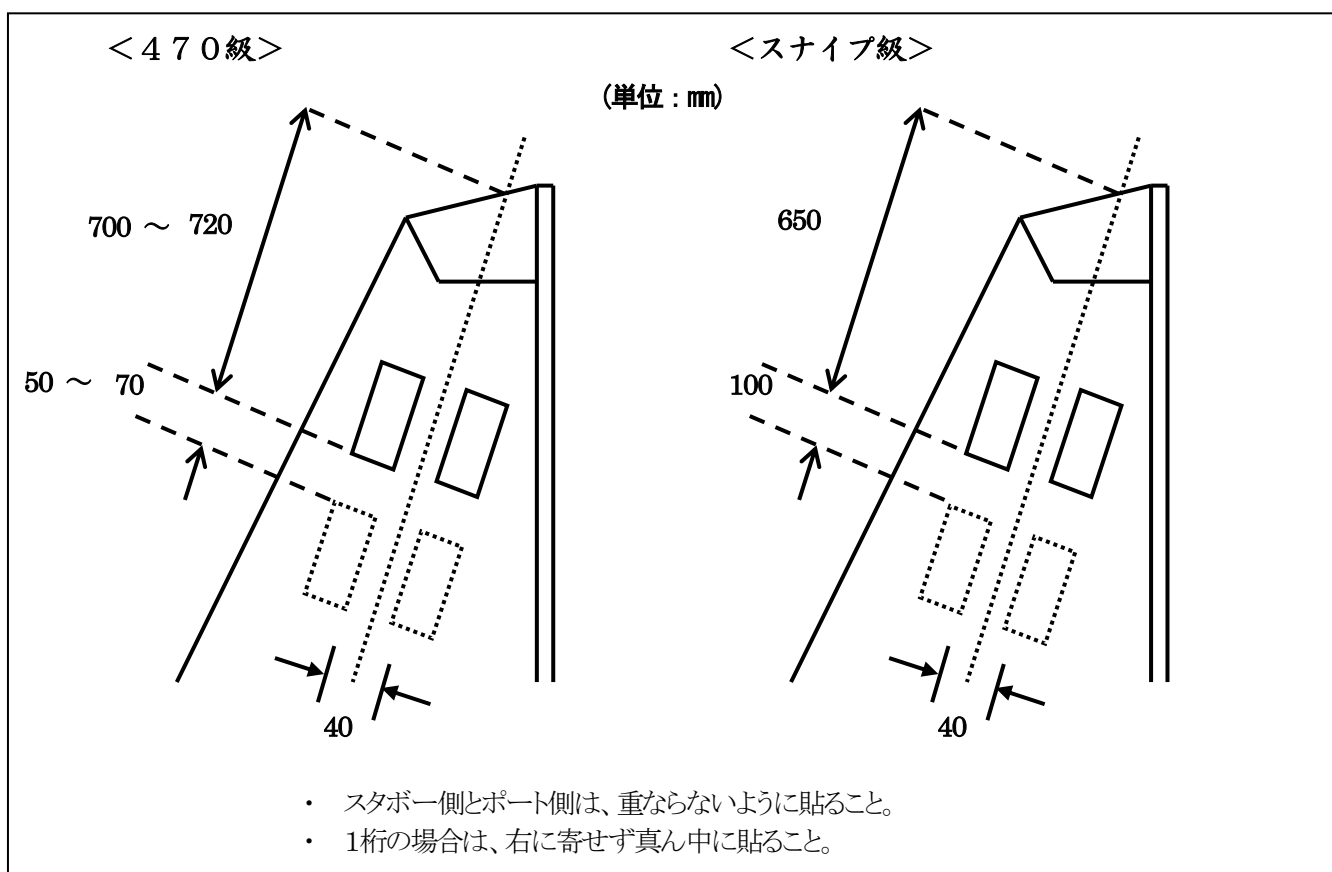 ＜４７０級＞ ＜スナイプ級＞
（単位：㎜）
700 ～ 720
650
50 ～ 70
100
40
40
・ スタボー側とポート側は、重ならないように貼ること。
・ 1桁の場合は、右に寄せず真ん中に貼ること。